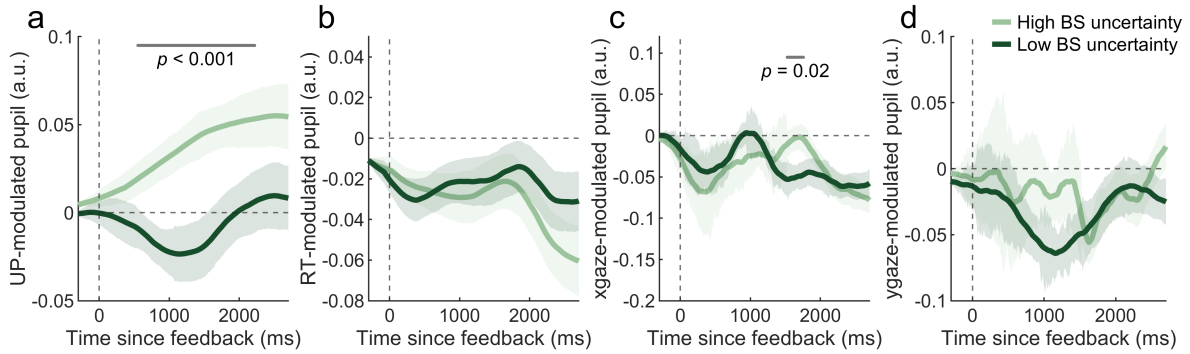 a
UP-modulated pupil (a.u.)
0.1
0.05
0
-0.05
p < 0.001
0
1000
2000
Time since feedback (ms)
b
RT-modulated pupil (a.u.)
0.04
0.02
0
-0.02
-0.04
-0.06
-0.08
0
1000
2000
Time since feedback (ms)
c
xgaze-modulated pupil (a.u.)
0.1
0.05
0
-0.05
-0.1
-0.15
-0.2
p = 0.02
0
1000
2000
Time since feedback (ms)
d
High BS uncertainty
Low BS uncertainty
ygaze-modulated pupil (a.u.)
0.1
0.05
0
-0.05
-0.1
0
1000
2000
Time since feedback (ms)